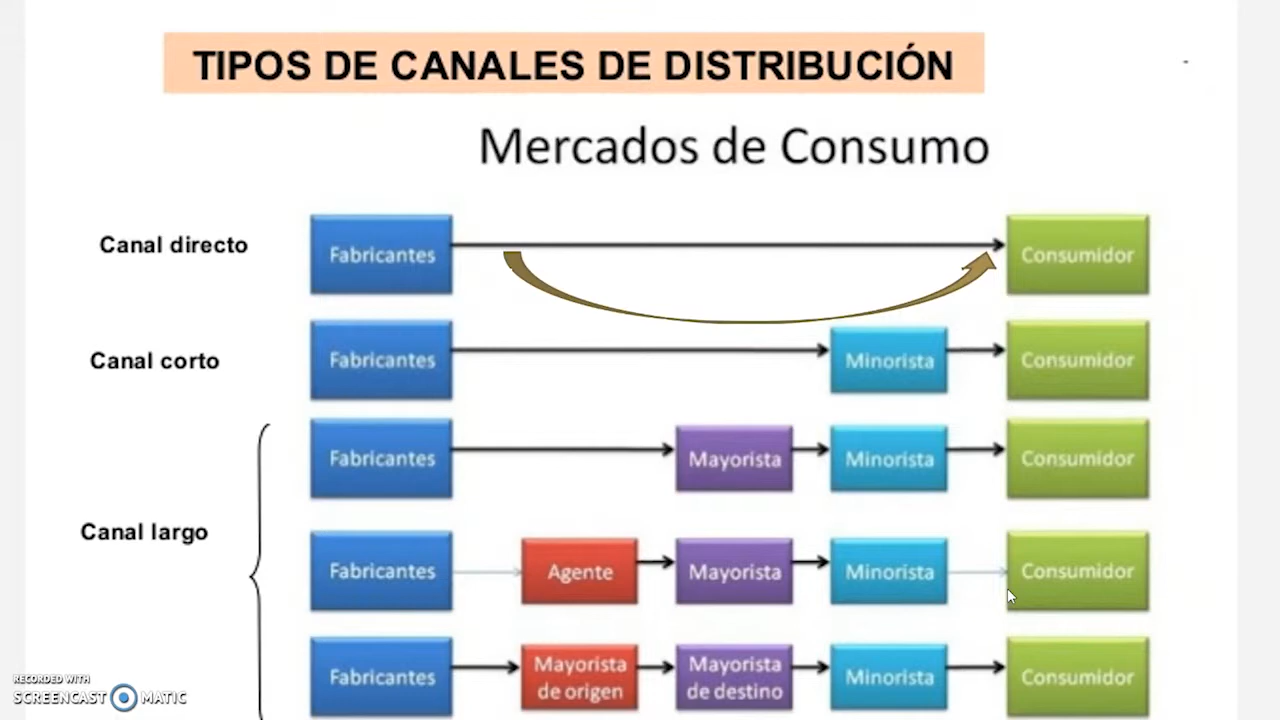 TIPOS DE CANALES DE DISTRIBUCIÓN
Mercados de Consumo
Canal directo
Fabricantes
Consumidor
Canal corto
Fabricantes
Minorista
Consumidor
Fabricantes
Mayorista
Minorista
Consumidor
Canal largo
Fabricantes
Agente
Mayorista
Minorista
Consumidor
Fabricantes
Mayorista
de origen
Mayorista
de destino
Minorista
Consumidor
RECORDED WITH
SCREENCAST MATIC